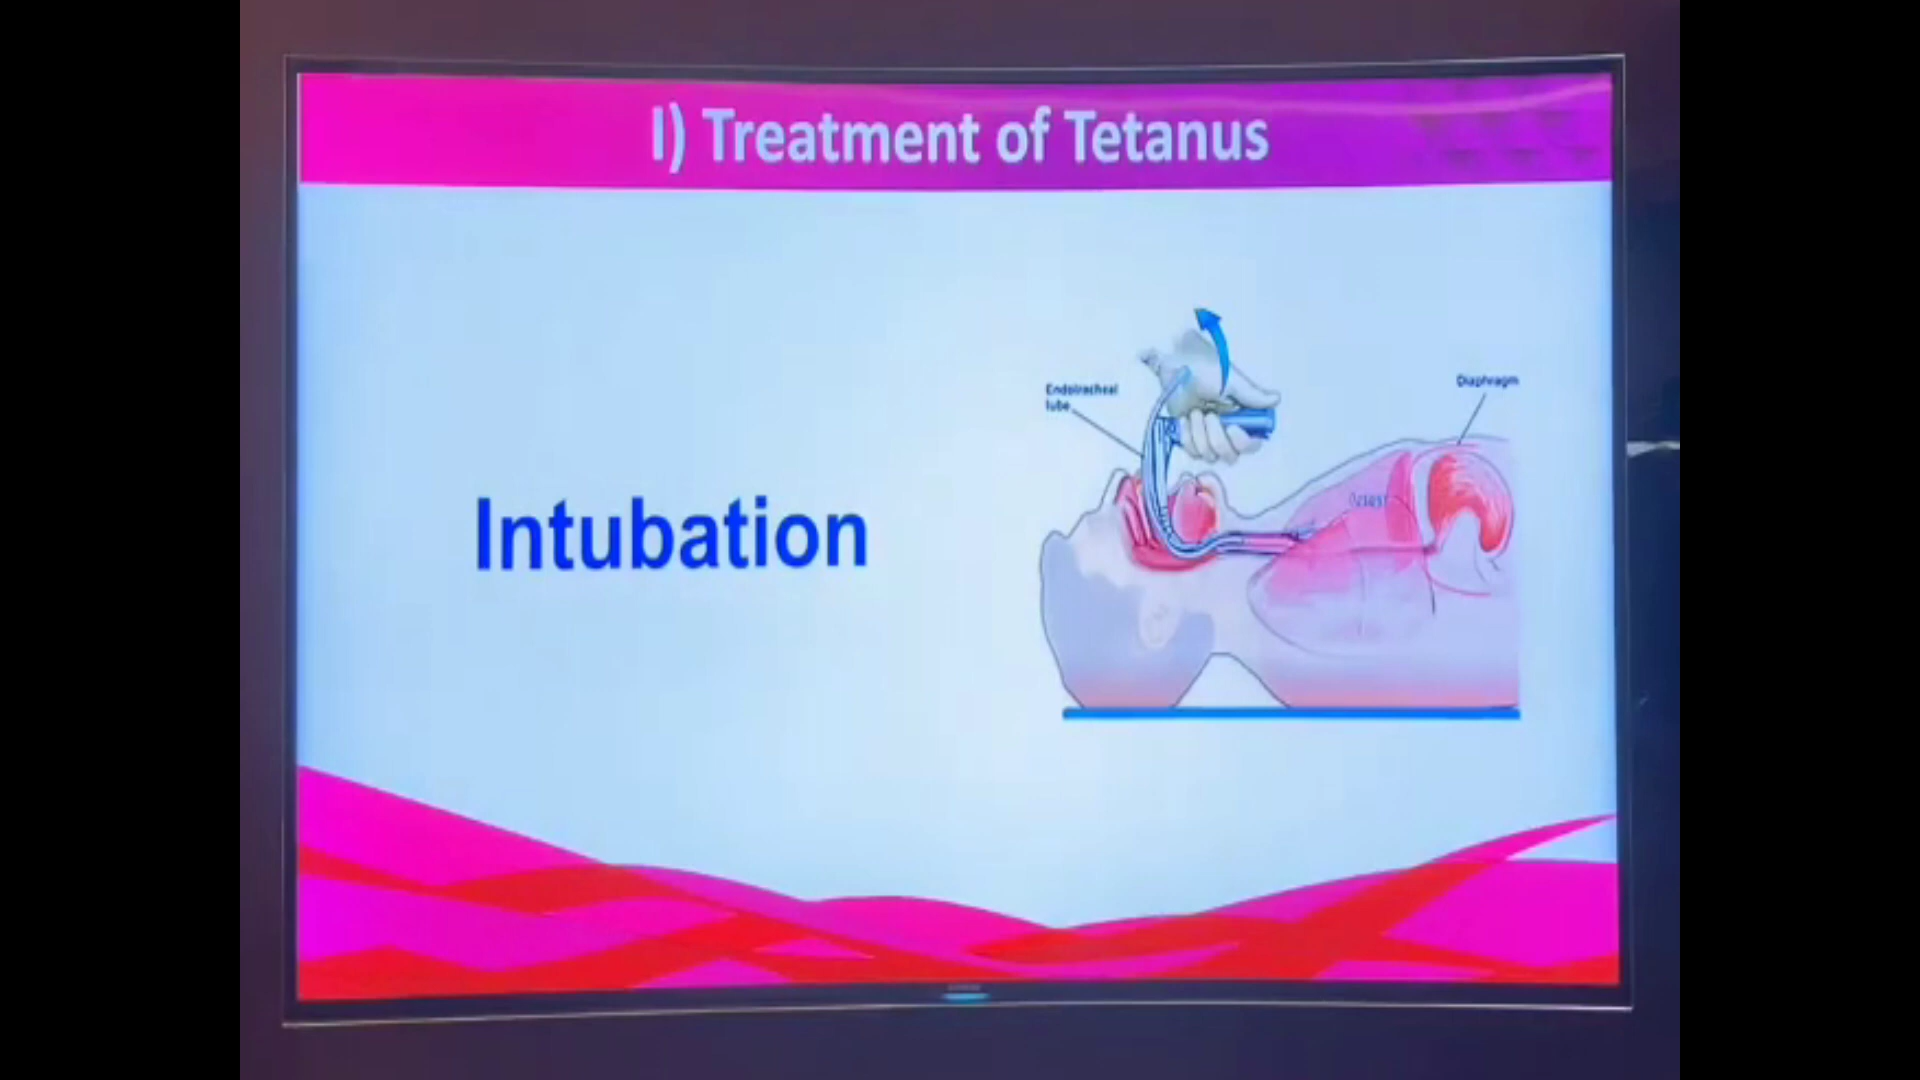 I) Treatment of Tetanus
Intubation
Endotracheal
tube
Diaphragm